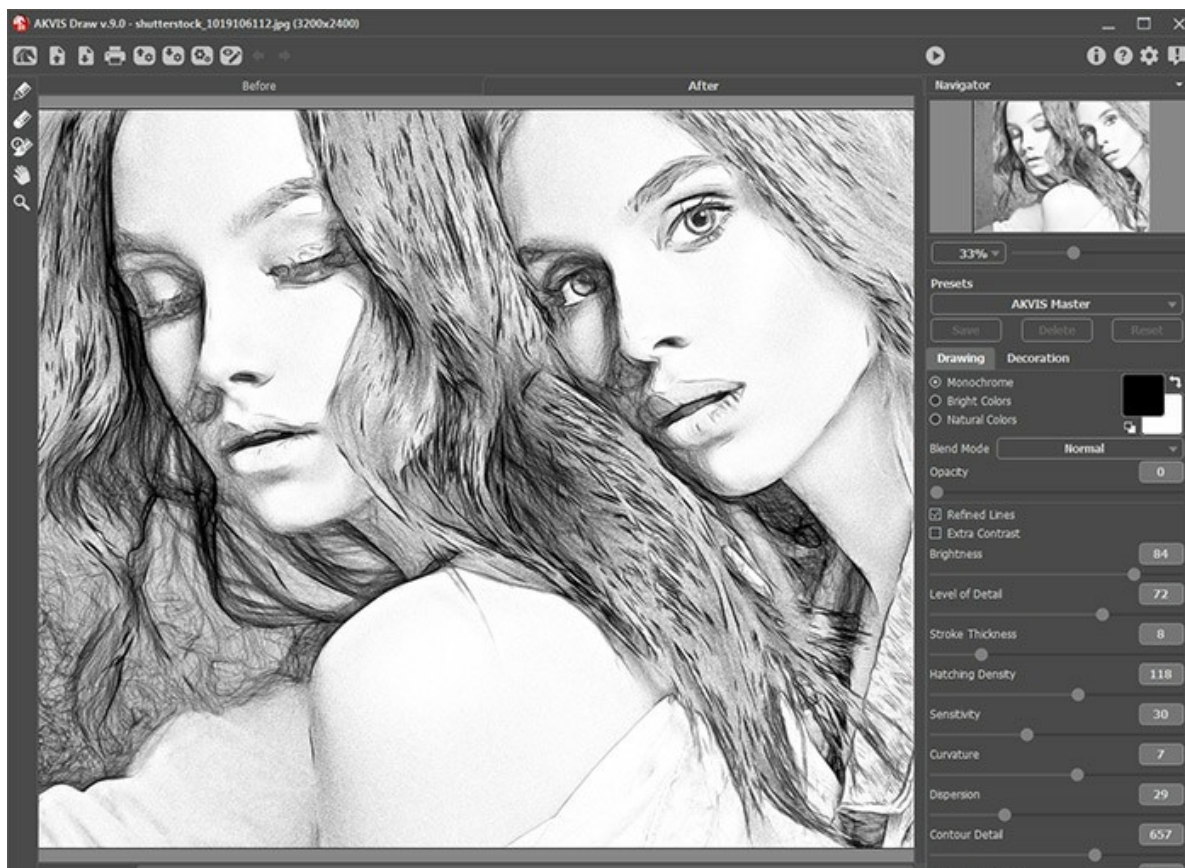 AKVIS Draw v.9.0 - shutterstock_1019106112.jpg (3200x2400)
Before
After
Navigator
33%
Presets
AKVIS Master
Save Delete Reset
Drawing Decoration
Monochrome
Bright Colors
Natural Colors
Blend Mode Normal
Opacity 0
Refined Lines
Extra Contrast
Brightness 84
Level of Detail 72
Stroke Thickness 8
Hatching Density 118
Sensitivity 30
Curvature 7
Dispersion 29
Contour Detail 657